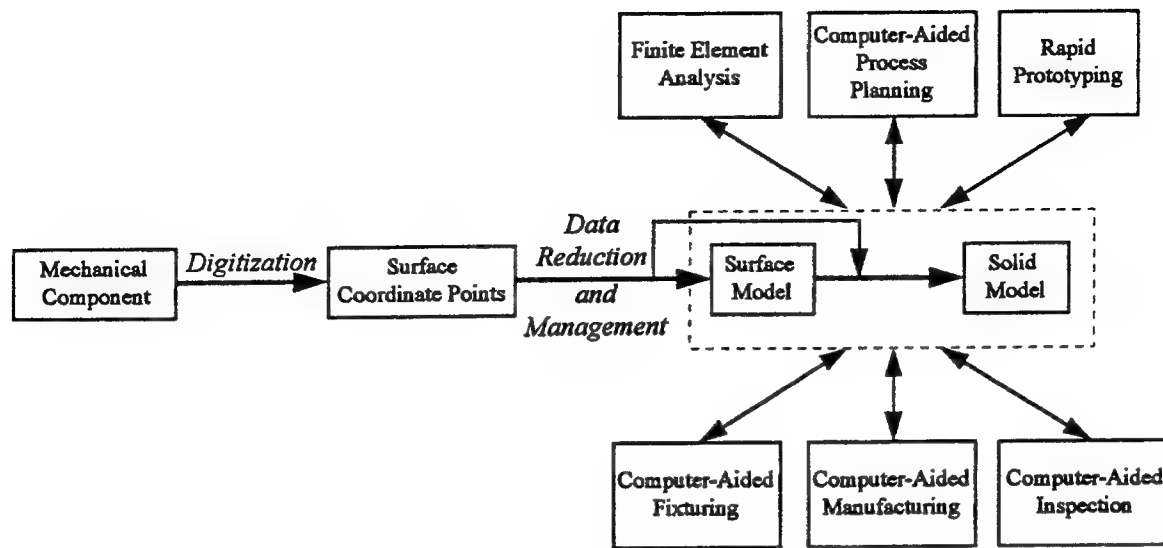 Finite Element
Analysis
Computer-Aided
Process
Planning
Rapid
Prototyping
Mechanical
Component
Digitization
Surface
Coordinate Points
Data
Reduction
and
Management
Surface
Model
Solid
Model
Computer-Aided
Fixturing
Computer-Aided
Manufacturing
Computer-Aided
Inspection